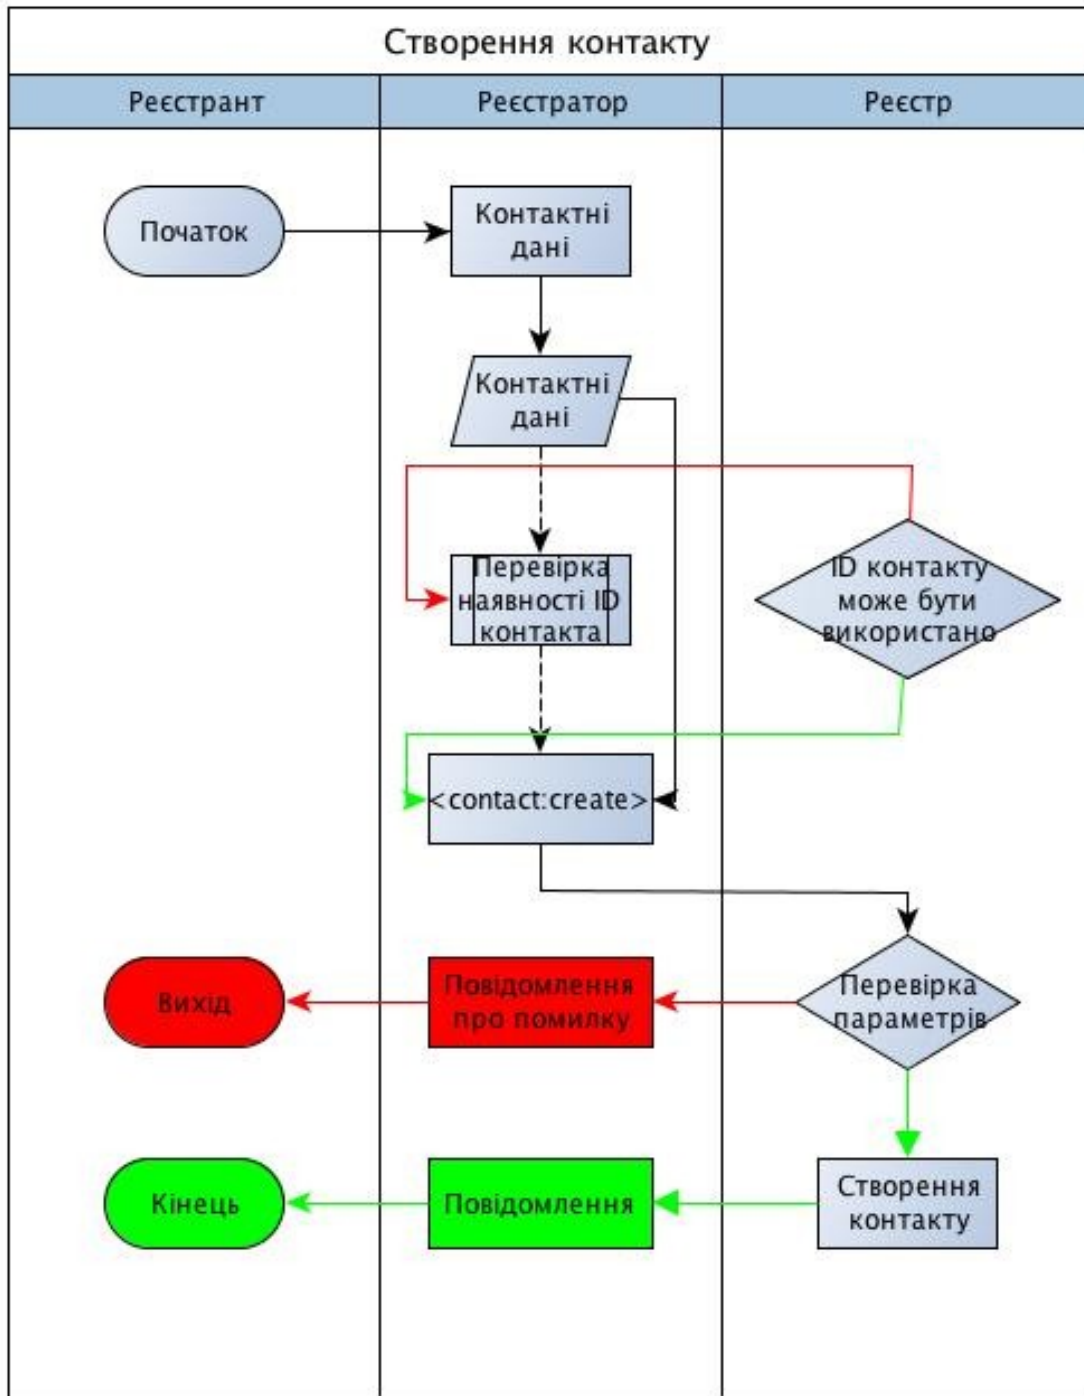 Створення контакту
Реєстрант
Реєстратор
Реєстр
Початок
Контактні
дані
Контактні
дані
Перевірка
наявності ID
контакта
ID контакту
може бути
використано
<contact:create>
Вихід
Повідомлення
про помилку
Перевірка
параметрів
Кінець
Повідомлення
Створення
контакту